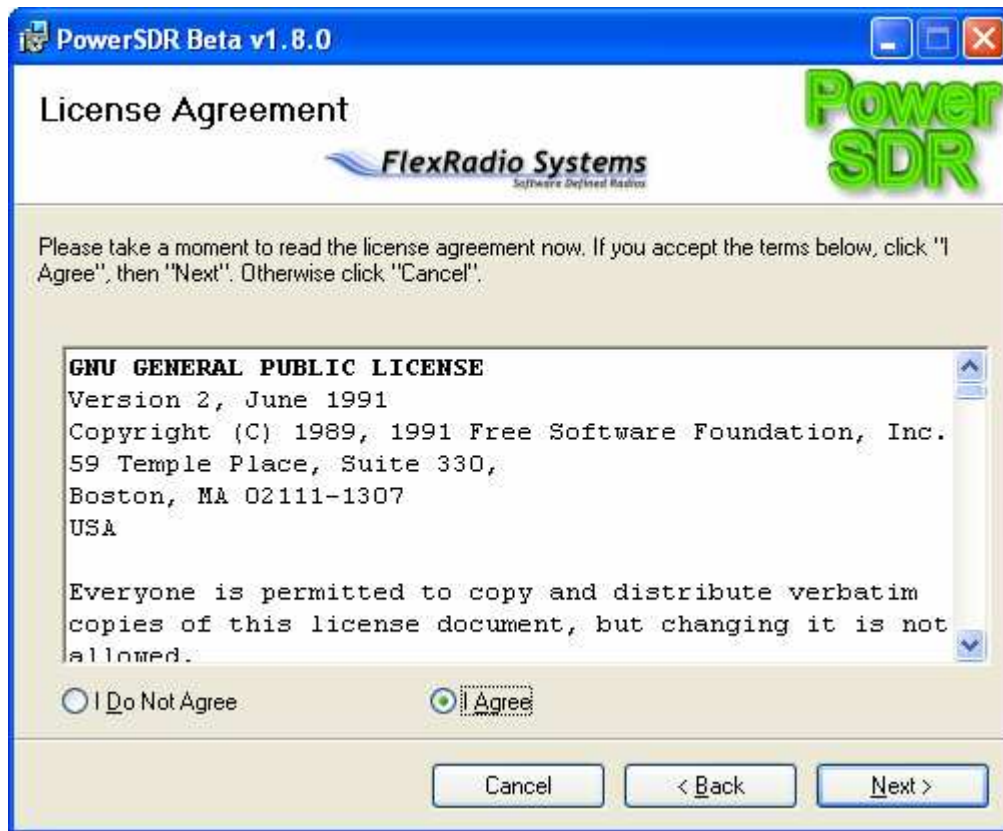 PowerSDR Beta v1.8.0
License Agreement
FlexRadio Systems
Software Defined Radios
Power
SDR
Please take a moment to read the license agreement now. If you accept the terms below, click "I
Agree", then "Next". Otherwise click "Cancel".
GNU GENERAL PUBLIC LICENSE
Version 2, June 1991
Copyright (C) 1989, 1991 Free Software Foundation, Inc.
59 Temple Place, Suite 330,
Boston, MA 02111-1307
USA
Everyone is permitted to copy and distribute verbatim
copies of this license document, but changing it is not
allowed.
I Do Not Agree
I Agree
Cancel
< Back
Next >